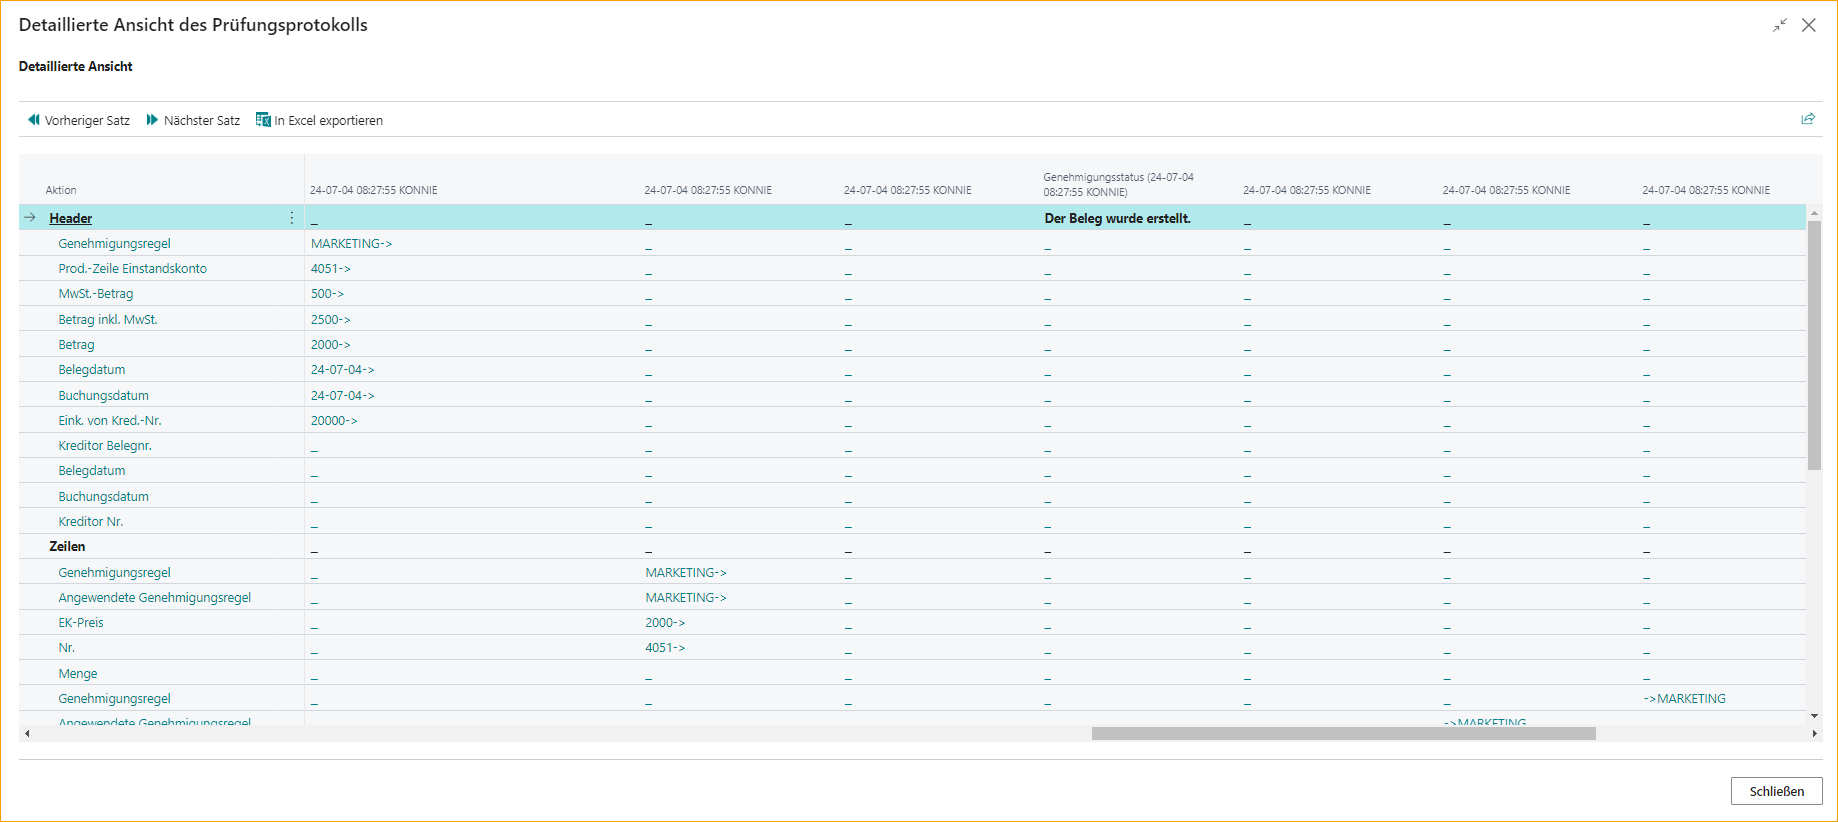 Detaillierte Ansicht des Prüfungsprotokolls
Detaillierte Ansicht
Vorheriger Satz Nächster Satz In Excel exportieren
Aktion 24-07-04 08:27:55 KONNIE 24-07-04 08:27:55 KONNIE 24-07-04 08:27:55 KONNIE Genehmigungsstatus (24-07-04 08:27:55 KONNIE) 24-07-04 08:27:55 KONNIE 24-07-04 08:27:55 KONNIE 24-07-04 08:27:55 KONNIE
Header _ _ _ Der Beleg wurde erstellt. _ _ _
Genehmigungsregel MARKETING-> _ _ _ _ _ _
Prod.-Zeile Einstandskonto 4051-> _ _ _ _ _ _
MwSt.-Betrag 500-> _ _ _ _ _ _
Betrag inkl. MwSt. 2500-> _ _ _ _ _ _
Betrag 2000-> _ _ _ _ _ _
Belegdatum 24-07-04-> _ _ _ _ _ _
Buchungsdatum 24-07-04-> _ _ _ _ _ _
Eink. von Kred.-Nr. 20000-> _ _ _ _ _ _
Kreditor Belegnr. _ _ _ _ _ _ _
Belegdatum _ _ _ _ _ _ _
Buchungsdatum _ _ _ _ _ _ _
Kreditor Nr. _ _ _ _ _ _ _
Zeilen _ _ _ _ _ _ _
Genehmigungsregel _ MARKETING-> _ _ _ _ _
Angewendete Genehmigungsregel _ MARKETING-> _ _ _ _ _
EK-Preis _ 2000-> _ _ _ _ _
Nr. _ 4051-> _ _ _ _ _
Menge _ _ _ _ _ _ _
Genehmigungsregel _ _ _ _ _ _ ->MARKETING
Angewendete Genehmigungsregel ->MARKETING
Schließen